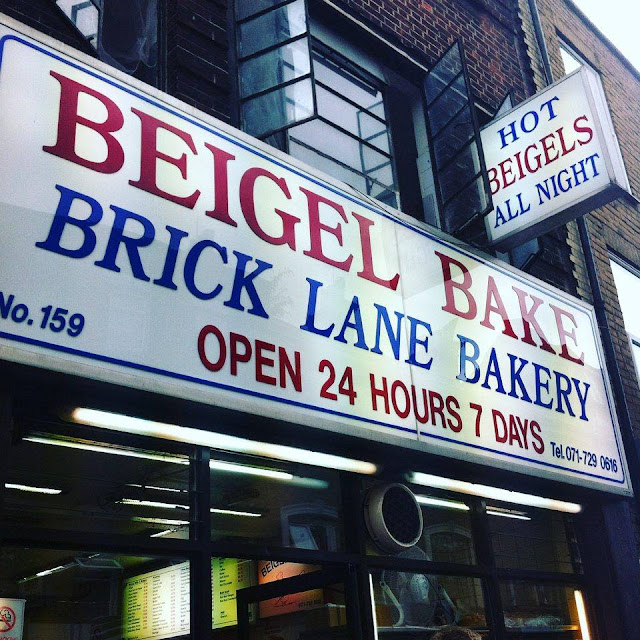 BEIGEL BAKE
BRICK LANE BAKERY
No. 159
OPEN 24 HOURS 7 DAYS
Tel. 071-729 0616
HOT
BEIGELS
ALL NIGHT